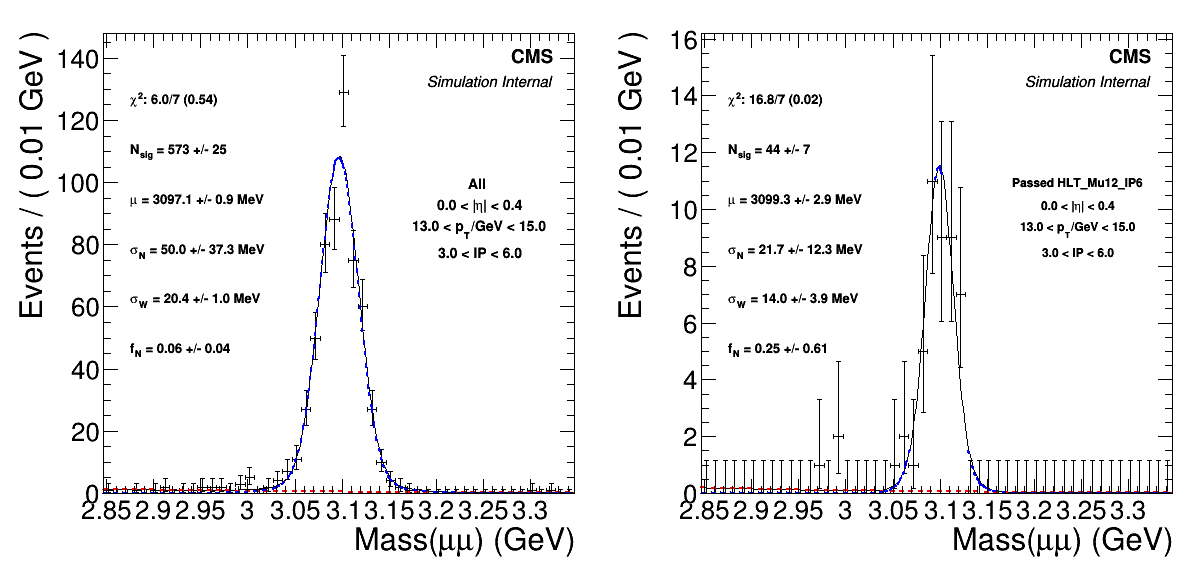 CMS
Simulation Internal
χ²: 6.0/7 (0.54)
N_sig = 573 +/- 25
μ = 3097.1 +/- 0.9 MeV
σ_N = 50.0 +/- 37.3 MeV
σ_W = 20.4 +/- 1.0 MeV
f_N = 0.06 +/- 0.04
All
0.0 < |η| < 0.4
13.0 < p_T/GeV < 15.0
3.0 < IP < 6.0
Events / ( 0.01 GeV )
140
120
100
80
60
40
20
0
2.85 2.9 2.95 3 3.05 3.1 3.15 3.2 3.25 3.3
Mass(μμ) (GeV)
CMS
Simulation Internal
χ²: 16.8/7 (0.02)
N_sig = 44 +/- 7
μ = 3099.3 +/- 2.9 MeV
σ_N = 21.7 +/- 12.3 MeV
σ_W = 14.0 +/- 3.9 MeV
f_N = 0.25 +/- 0.61
Passed HLT_Mu12_IP6
0.0 < |η| < 0.4
13.0 < p_T/GeV < 15.0
3.0 < IP < 6.0
Events / ( 0.01 GeV )
16
14
12
10
8
6
4
2
0
2.85 2.9 2.95 3 3.05 3.1 3.15 3.2 3.25 3.3
Mass(μμ) (GeV)